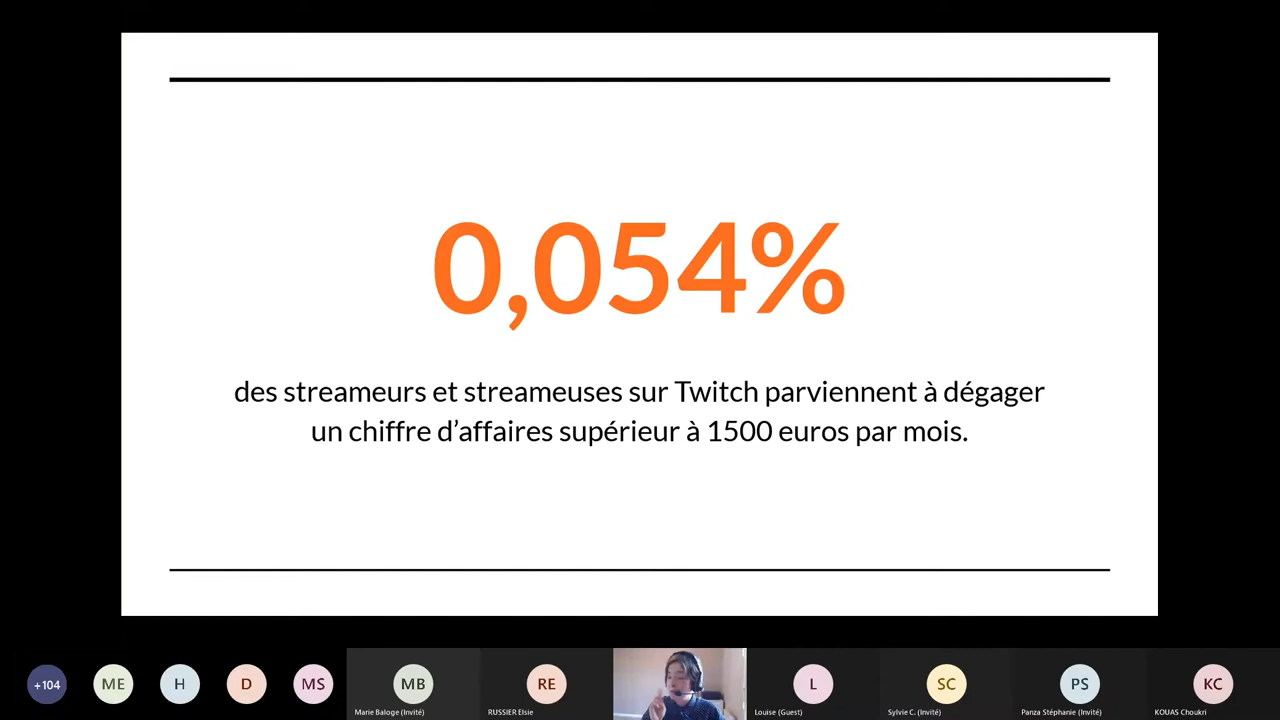 0,054%
des streameurs et streameuses sur Twitch parviennent à dégager
un chiffre d’affaires supérieur à 1500 euros par mois.
+104
ME
H
D
MS
MB
RE
L
SC
PS
KC
Marie Baloge (Invité)
RUSSIER Elsie
Louise (Guest)
Sylvie C. (Invité)
Panza Stéphanie (Invité)
KOUAS Choukri